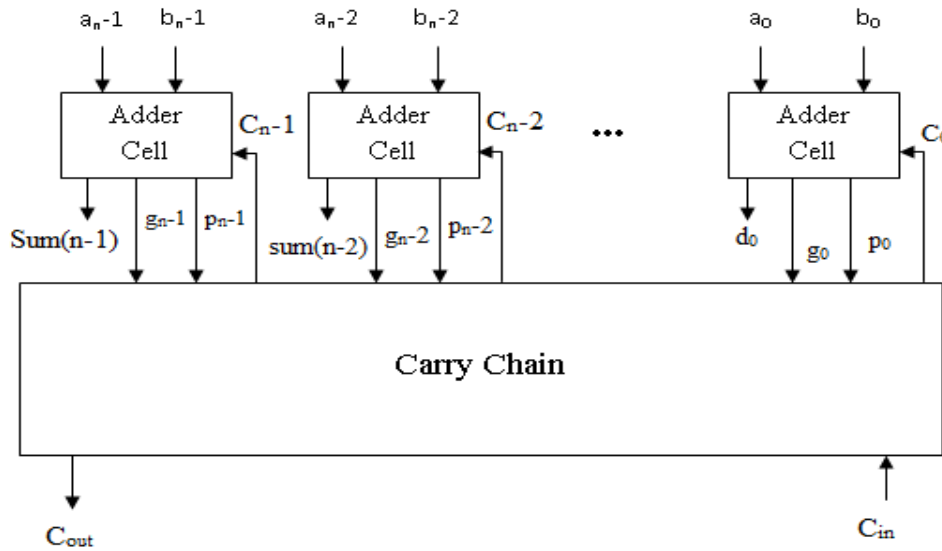 aₙ-1 bₙ-1 aₙ-2 bₙ-2 a₀ b₀
Adder Cell Cₙ-1 Adder Cell Cₙ-2 ... Adder Cell C
Sum(n-1) gₙ-1 pₙ-1 sum(n-2) gₙ-2 pₙ-2 d₀ g₀ p₀
Carry Chain
Cout Cin